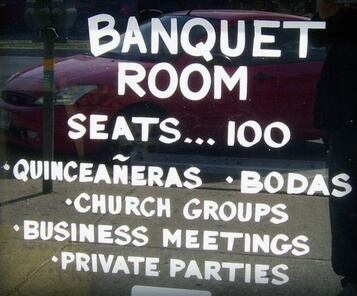 BANQUET
ROOM
SEATS... 100
·QUINCEAÑERAS ·BODAS
·CHURCH GROUPS
·BUSINESS MEETINGS
·PRIVATE PARTIES